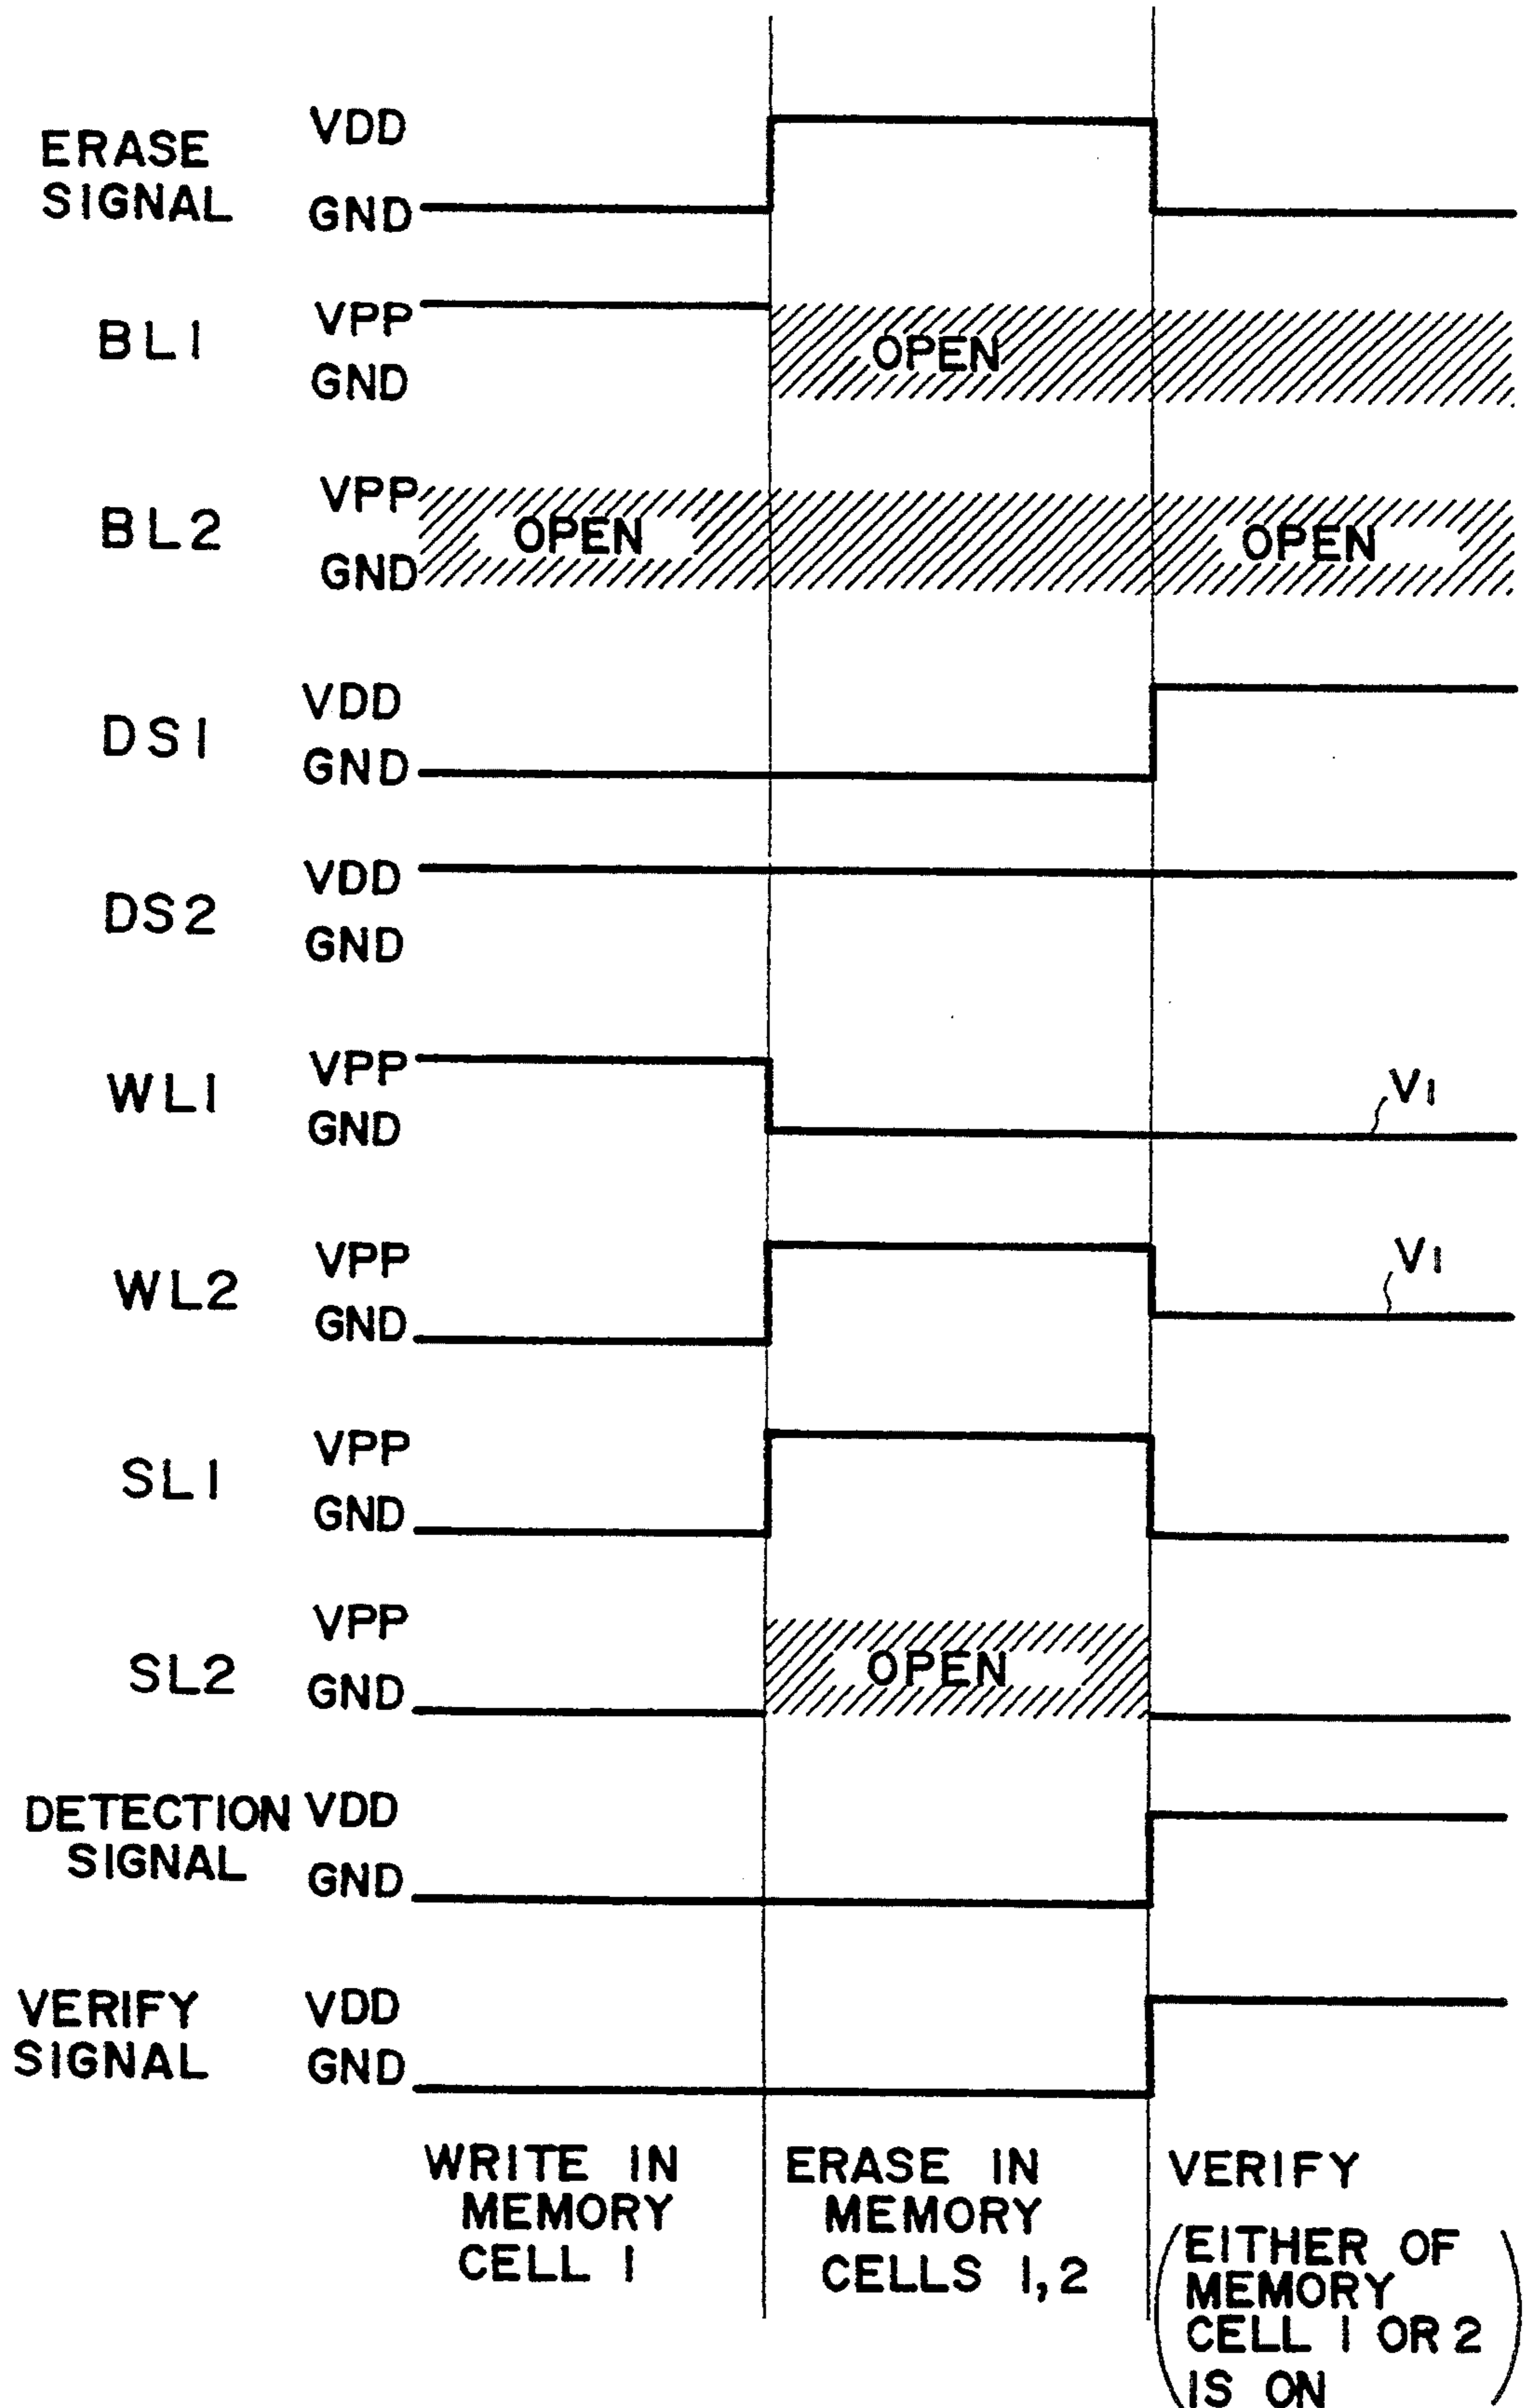 ERASE
SIGNAL
VDD
GND
BL1
VPP
GND
OPEN
BL2
VPP
GND
OPEN
OPEN
DS1
VDD
GND
DS2
VDD
GND
WL1
VPP
GND
V1
WL2
VPP
GND
V1
SL1
VPP
GND
SL2
VPP
GND
OPEN
DETECTION
SIGNAL
VDD
GND
VERIFY
SIGNAL
VDD
GND
WRITE IN
MEMORY
CELL 1
ERASE IN
MEMORY
CELLS 1,2
VERIFY
(EITHER OF
MEMORY
CELL 1 OR 2
IS ON)